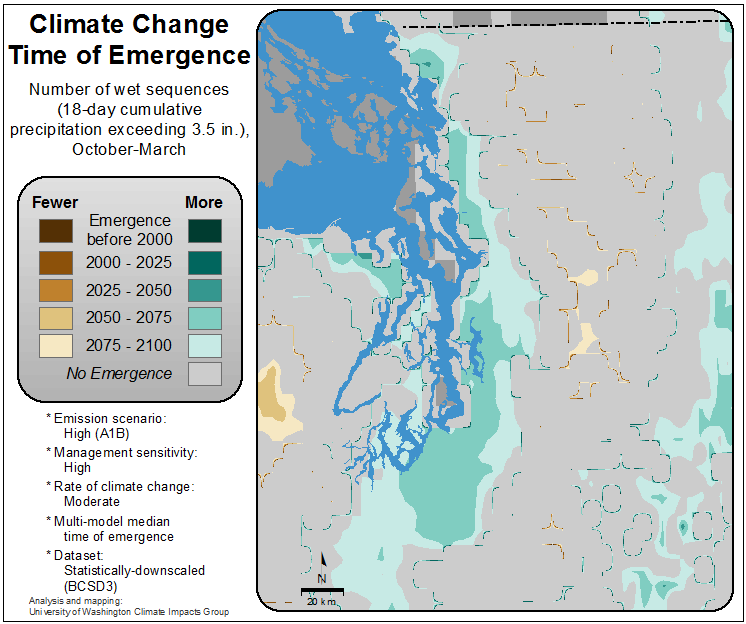 Climate Change
Time of Emergence
Number of wet sequences
(18-day cumulative
precipitation exceeding 3.5 in.),
October-March
Fewer More
Emergence
before 2000
2000 - 2025
2025 - 2050
2050 - 2075
2075 - 2100
No Emergence
* Emission scenario:
High (A1B)
* Management sensitivity:
High
* Rate of climate change:
Moderate
* Multi-model median
time of emergence
* Dataset:
Statistically-downscaled
(BCSD3)
Analysis and mapping:
University of Washington Climate Impacts Group
N
20 km